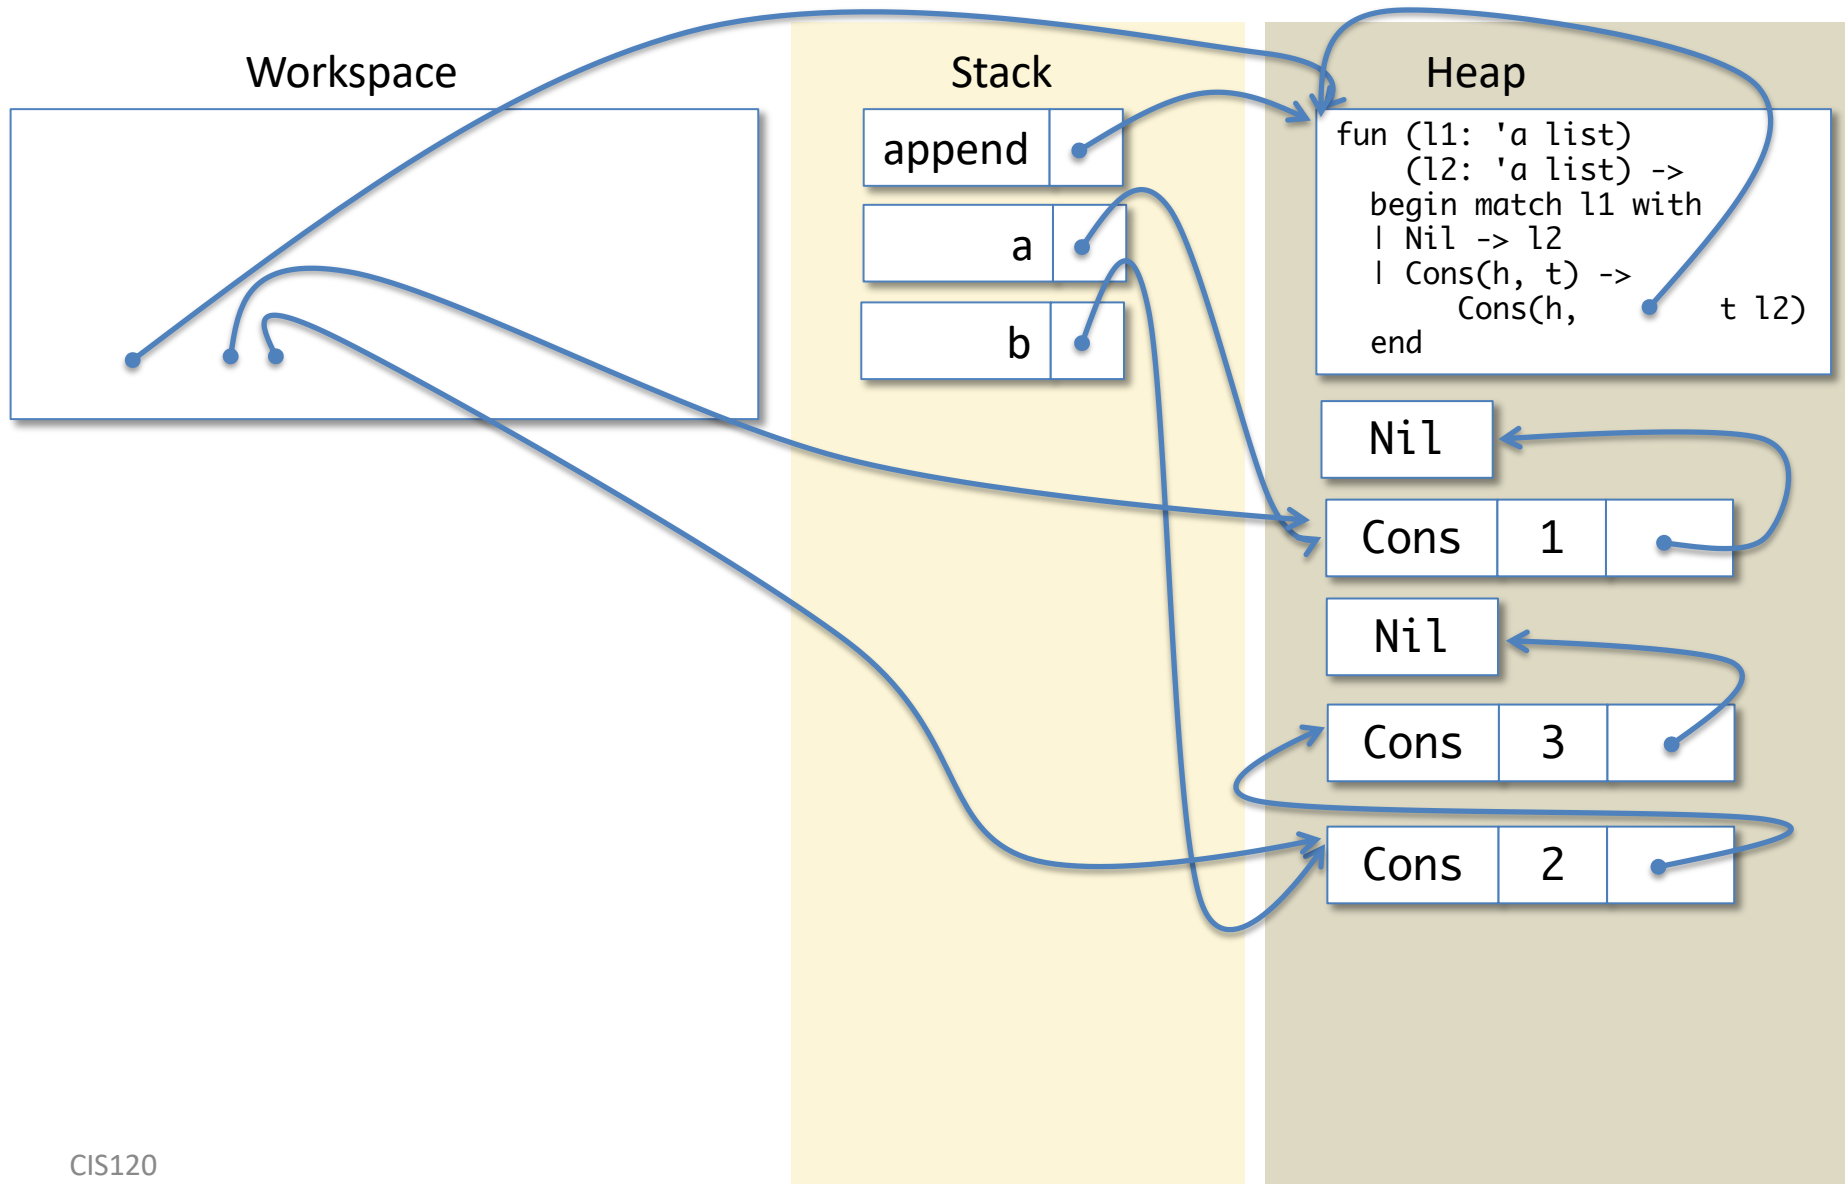 Workspace
Stack
Heap
append
a
b
fun (l1: 'a list)
(l2: 'a list) ->
begin match l1 with
| Nil -> l2
| Cons(h, t) ->
Cons(h, t l2)
end
Nil
Cons 1
Nil
Cons 3
Cons 2
CIS120